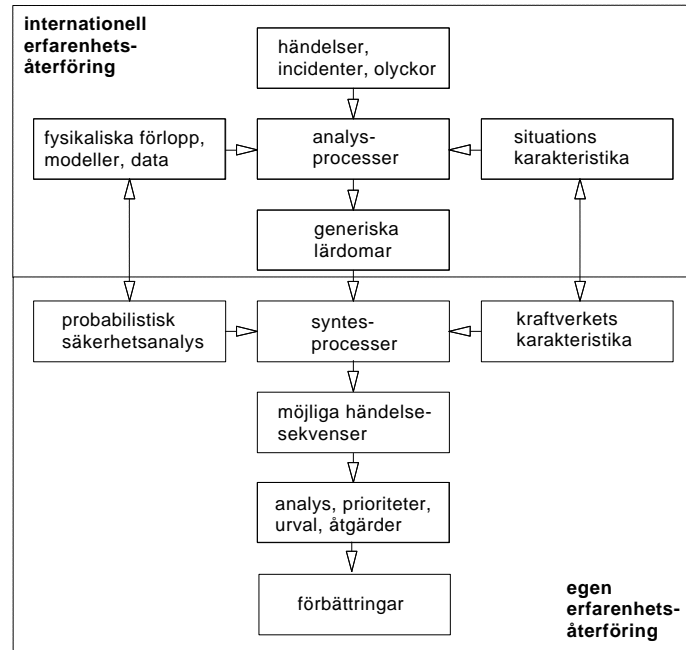 internationell
erfarenhets-
återföring
händelser,
incidenter, olyckor
fysikaliska förlopp,
modeller, data
analys-
processer
situations
karakteristika
generiska
lärdomar
probabilistisk
säkerhetsanalys
syntes-
processer
kraftverkets
karakteristika
möjliga händelse-
sekvenser
analys, prioriteter,
urval, åtgärder
förbättringar
egen
erfarenhets-
återföring